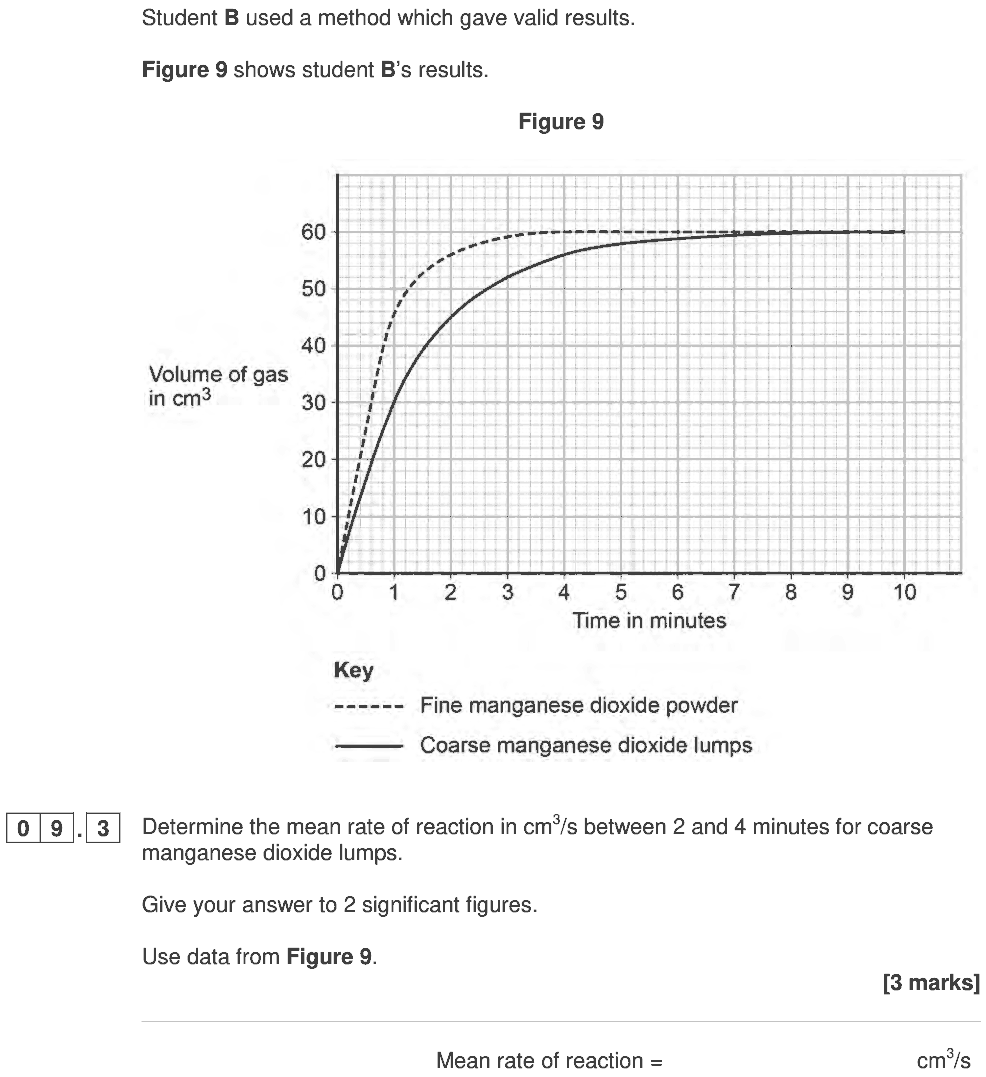 Student B used a method which gave valid results.
Figure 9 shows student B's results.
Figure 9
60
50
40
30
20
10
0
Volume of gas
in cm³
0 1 2 3 4 5 6 7 8 9 10
Time in minutes
Key
Fine manganese dioxide powder
Coarse manganese dioxide lumps
0 9 . 3 Determine the mean rate of reaction in cm³/s between 2 and 4 minutes for coarse
manganese dioxide lumps.
Give your answer to 2 significant figures.
Use data from Figure 9.
[3 marks]
Mean rate of reaction = cm³/s